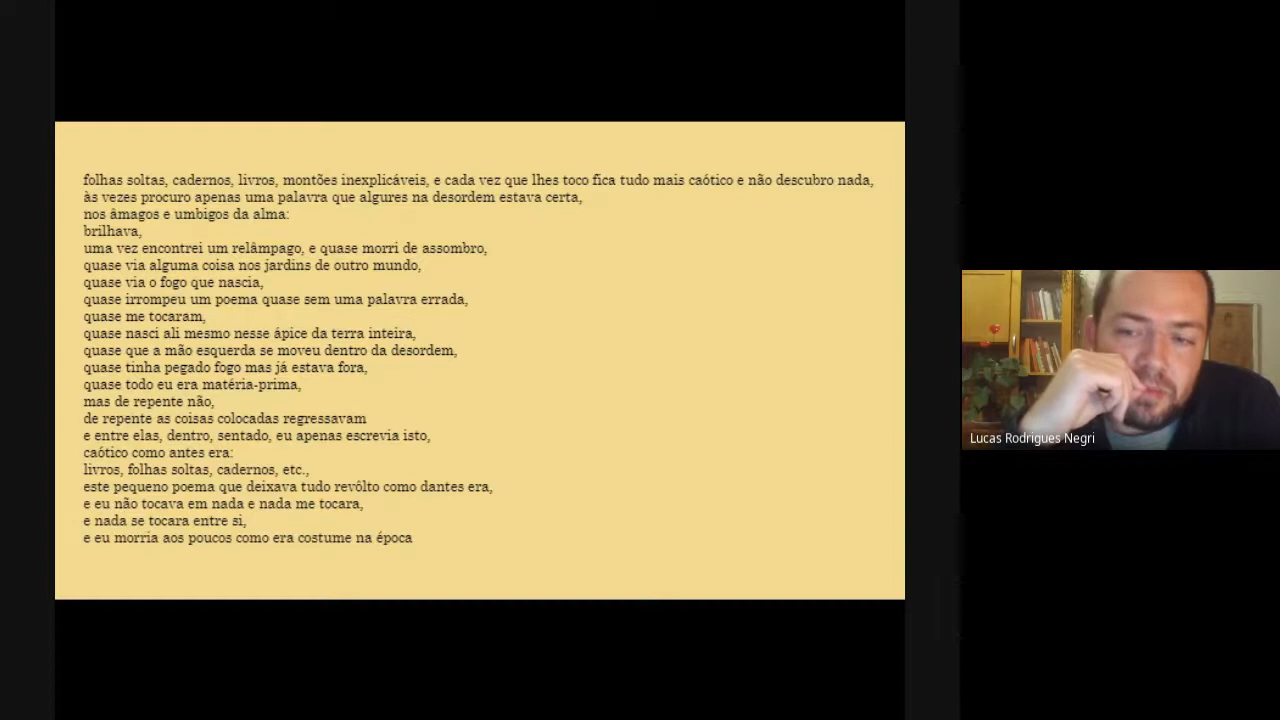 folhas soltas, cadernos, livros, montões inexplicáveis, e cada vez que lhes toco fica tudo mais caótico e não descubro nada,
às vezes procuro apenas uma palavra que algures na desordem estava certa,
nos âmagos e umbigos da alma:
brilhava,
uma vez encontrei um relâmpago, e quase morri de assombro,
quase via alguma coisa nos jardins de outro mundo,
quase via o fogo que nascia,
quase irrompeu um poema quase sem uma palavra errada,
quase me tocaram,
quase nasci ali mesmo nesse ápice da terra inteira,
quase que a mão esquerda se moveu dentro da desordem,
quase tinha pegado fogo mas já estava fora,
quase todo eu era matéria-prima,
mas de repente não,
de repente as coisas colocadas regressavam
e entre elas, dentro, sentado, eu apenas escrevia isto,
caótico como antes era:
livros, folhas soltas, cadernos, etc.,
este pequeno poema que deixava tudo revôlto como dantes era,
e eu não tocava em nada e nada me tocara,
e nada se tocara entre si,
e eu morria aos poucos como era costume na época
Lucas Rodrigues Negri